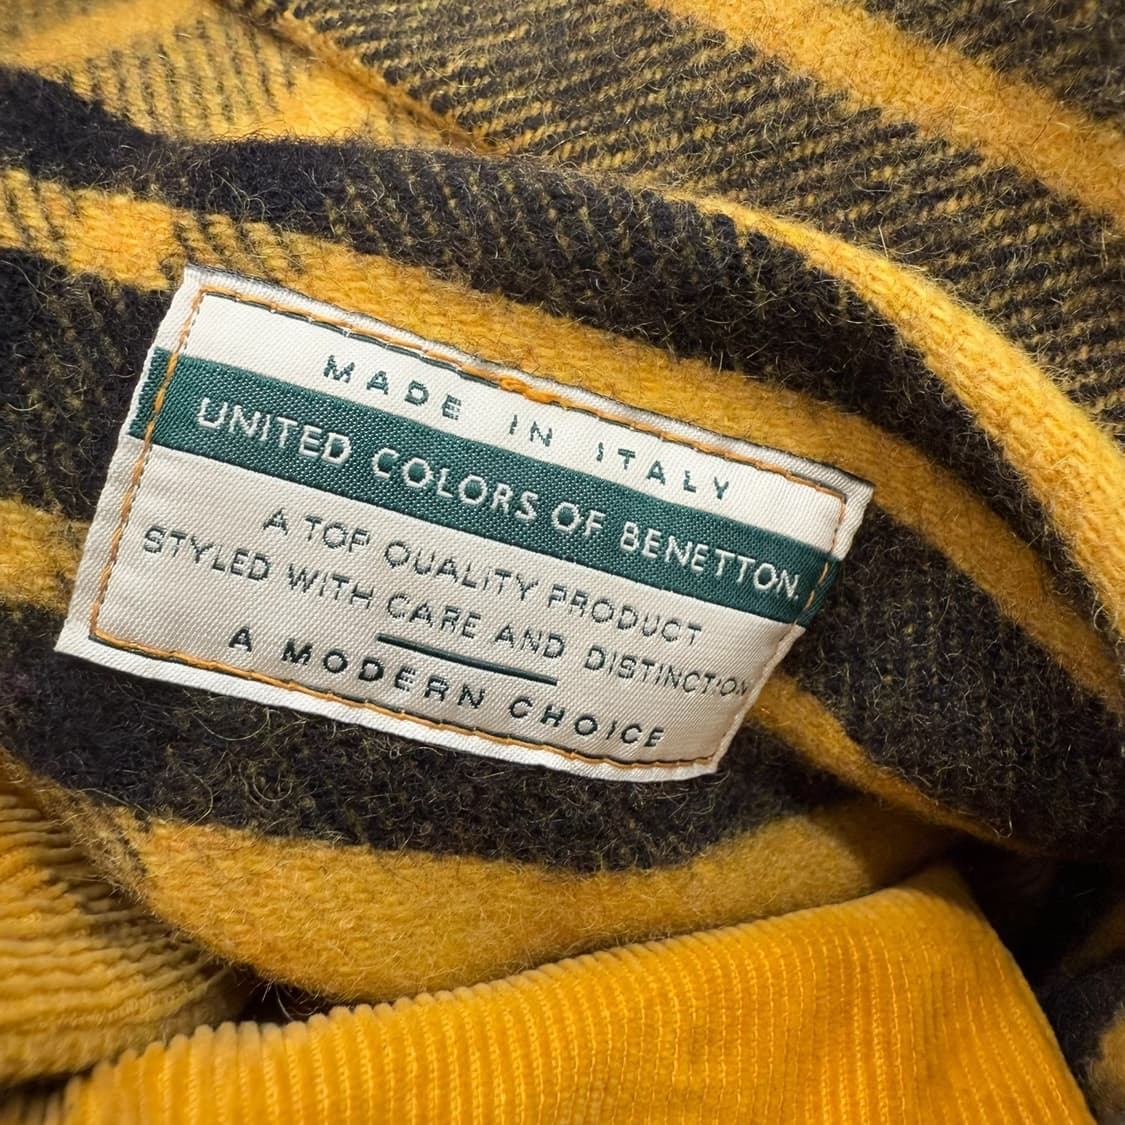 MADE IN ITALY
UNITED COLORS OF BENETTON.
A TOP QUALITY PRODUCT
STYLED WITH CARE AND DISTINCTION
A MODERN CHOICE